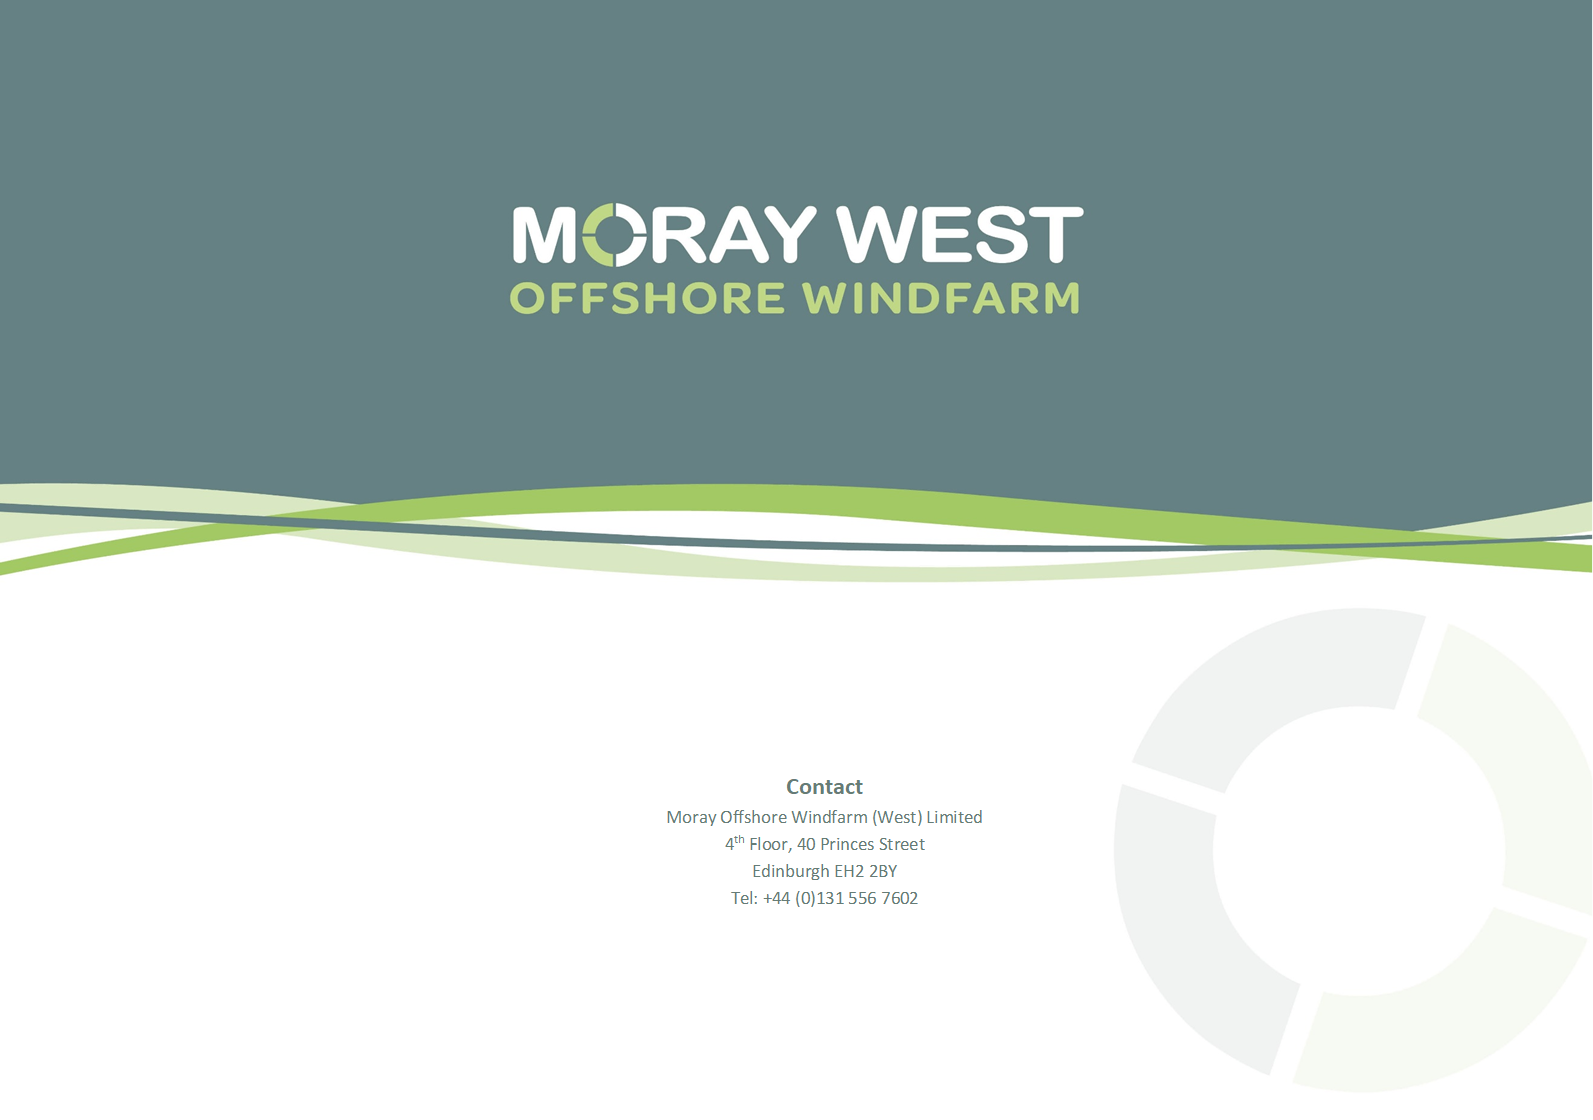 MORAY WEST
OFFSHORE WINDFARM
Contact
Moray Offshore Windfarm (West) Limited
4th Floor, 40 Princes Street
Edinburgh EH2 2BY
Tel: +44 (0)131 556 7602